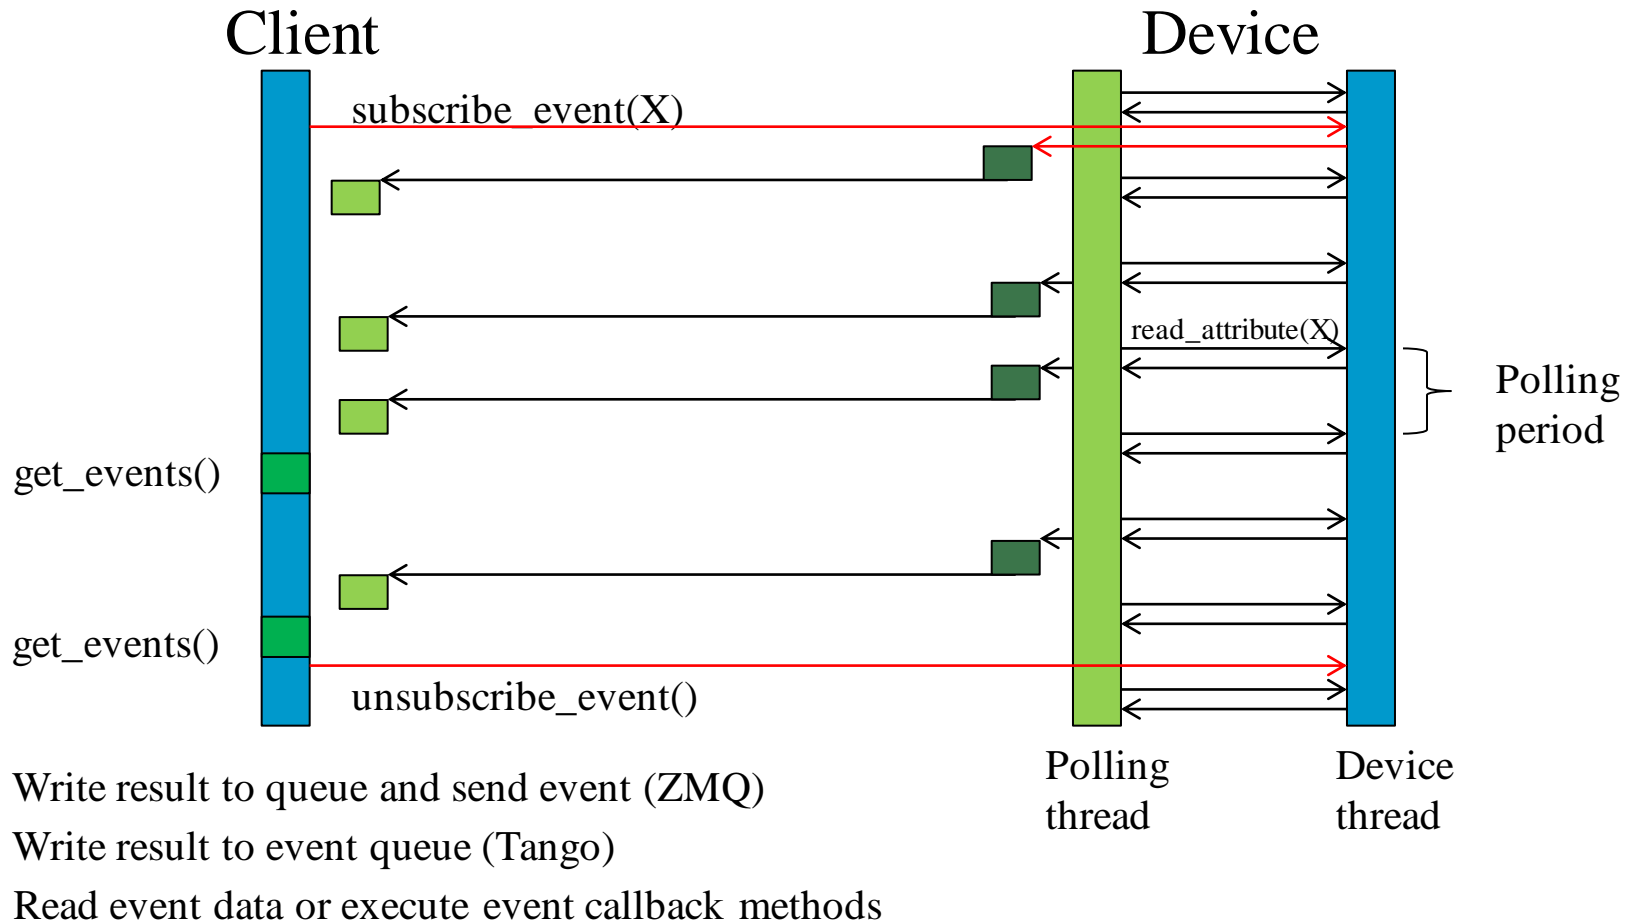 Client
Device
subscribe_event(X)
read_attribute(X)
Polling
period
get_events()
get_events()
unsubscribe_event()
Polling
thread
Device
thread
Write result to queue and send event (ZMQ)
Write result to event queue (Tango)
Read event data or execute event callback methods